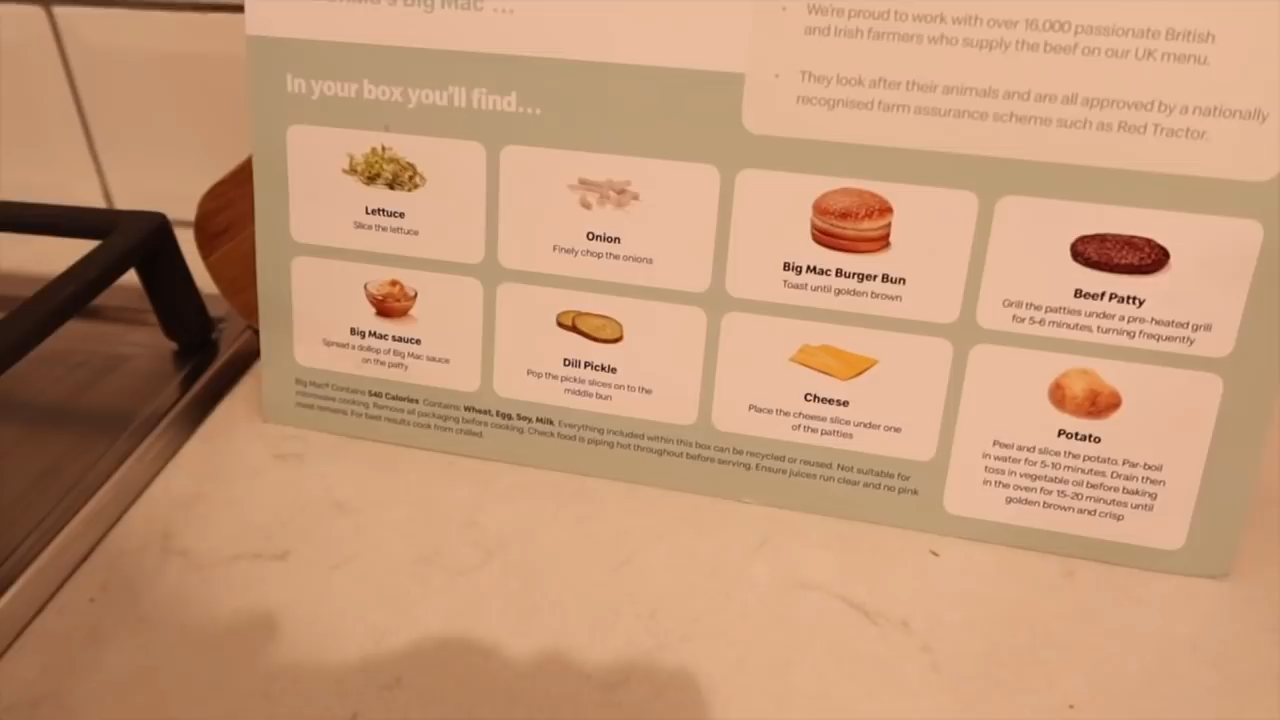 Big Mac ...
We're proud to work with over 16,000 passionate British
and Irish farmers who supply the beef on our UK menu.
They look after their animals and are all approved by a nationally
recognised farm assurance scheme such as Red Tractor.
In your box you'll find...
Lettuce
Slice the lettuce
Onion
Finely chop the onions
Big Mac Burger Bun
Toast until golden brown
Beef Patty
Grill the patties under a pre-heated grill
for 5-6 minutes, turning frequently
Big Mac sauce
Spread a dollop of Big Mac sauce
on the patty
Dill Pickle
Pop the pickle slices on to the
middle bun
Cheese
Place the cheese slice under one
of the patties
Potato
Peel and slice the potato. Par-boil
in water for 5-10 minutes. Drain then
toss in vegetable oil before baking
in the oven for 15-20 minutes until
golden brown and crisp
Big Mac® Contains 540 Calories. Contains: Wheat, Egg, Soy, Milk. Everything included within this box can be recycled or reused. Not suitable for
microwave cooking. Remove all packaging before cooking. Check food is piping hot throughout before serving. Ensure juices run clear and no pink
meat remains. For best results cook from chilled.